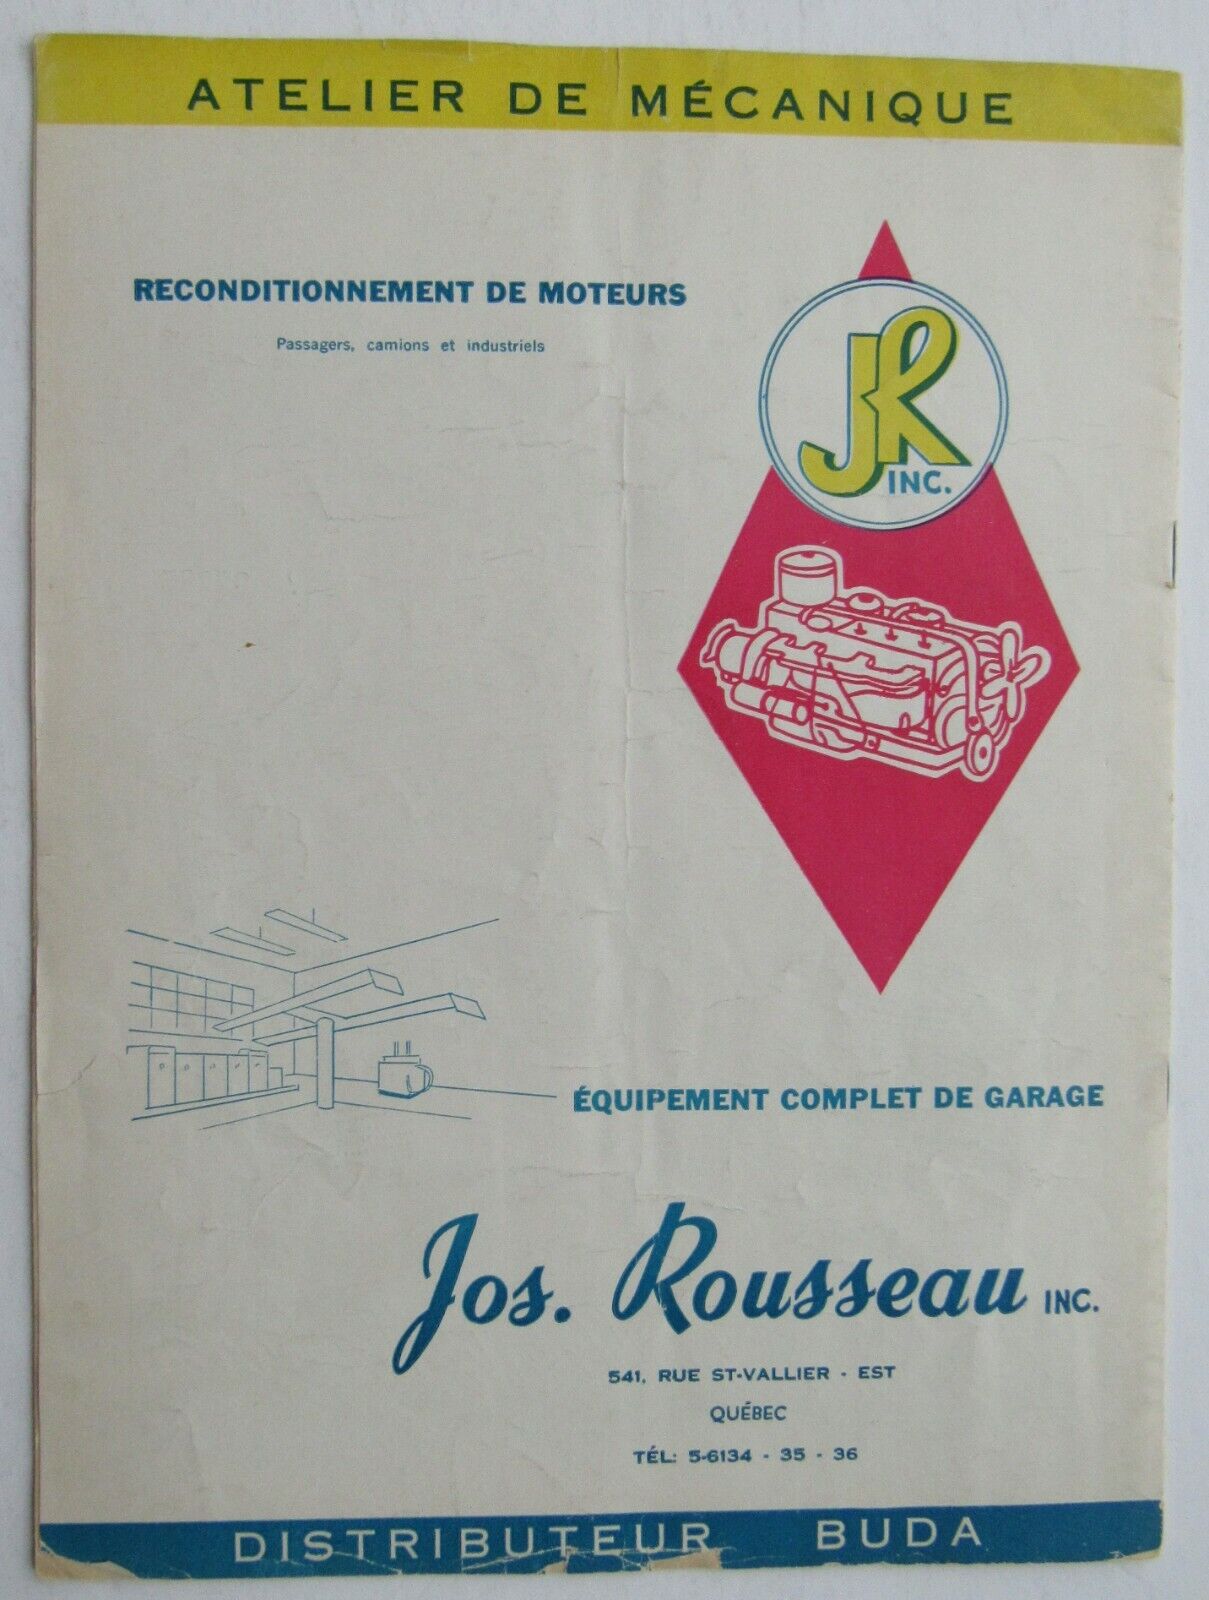 ATELIER DE MÉCANIQUE
RECONDITIONNEMENT DE MOTEURS
Passagers, camions et industriels
JR
INC.
ÉQUIPEMENT COMPLET DE GARAGE
Jos. Rousseau INC.
541, RUE ST-VALLIER - EST
QUÉBEC
TÉL: 5-6134 - 35 - 36
DISTRIBUTEUR BUDA